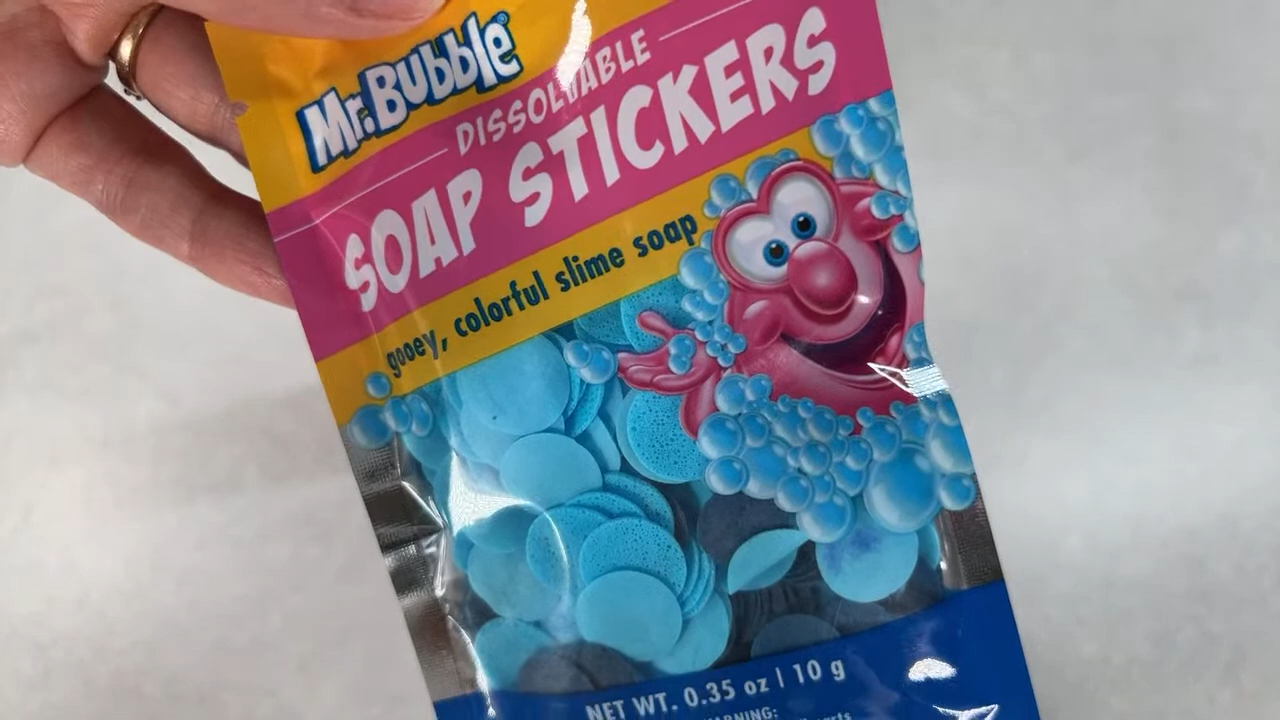 Mr. Bubble®
DISSOLVABLE
SOAP STICKERS
gooey, colorful slime soap
NET WT. 0.35 oz | 10 g
WARNING: